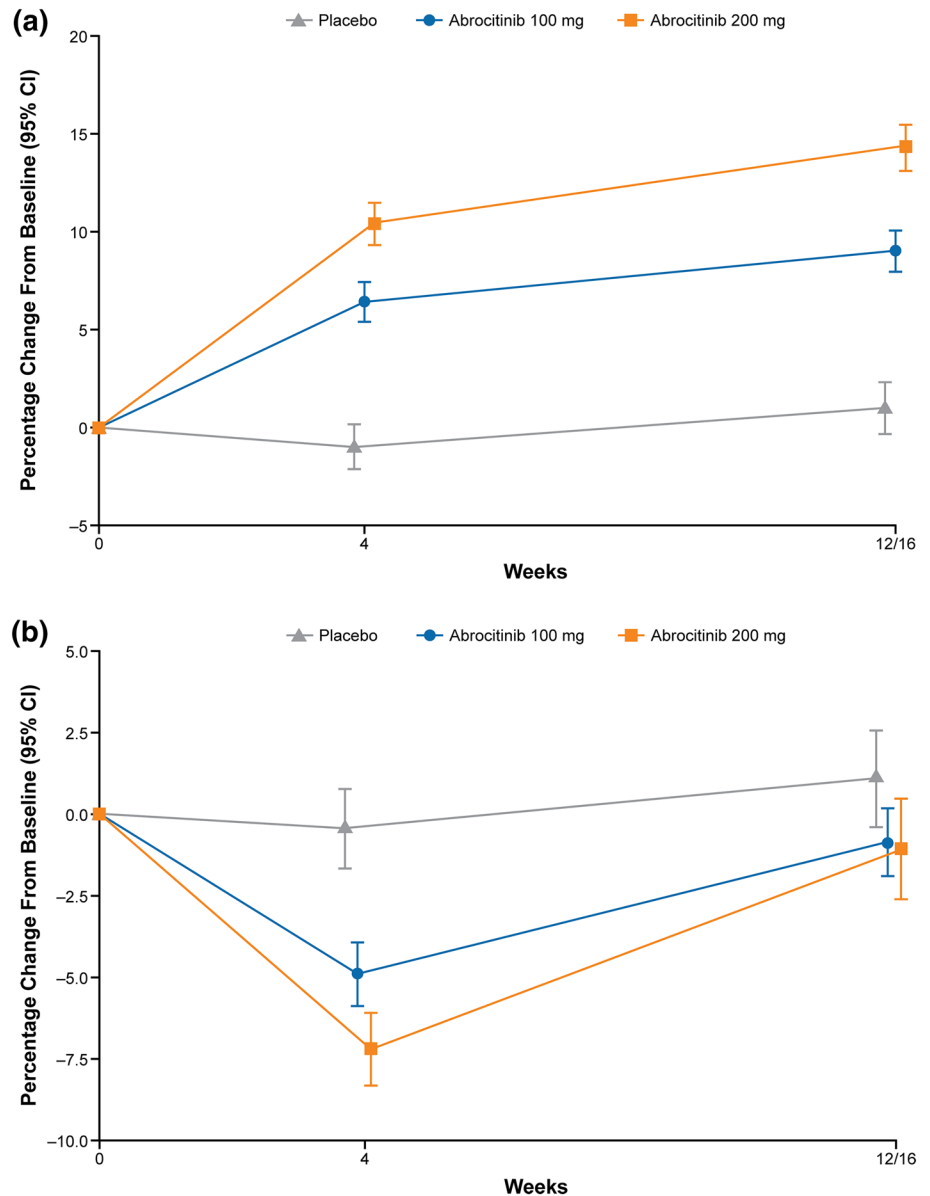 (a)
Placebo Abrocitinib 100 mg Abrocitinib 200 mg
Percentage Change From Baseline (95% CI)
20
15
10
5
0
–5
0 4 12/16
Weeks
(b)
Placebo Abrocitinib 100 mg Abrocitinib 200 mg
Percentage Change From Baseline (95% CI)
5.0
2.5
0.0
–2.5
–5.0
–7.5
–10.0
0 4 12/16
Weeks